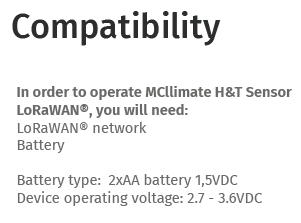 Compatibility
In order to operate MCllimate H&T Sensor
LoRaWAN®, you will need:
LoRaWAN® network
Battery
Battery type:  2xAA battery 1,5VDC
Device operating voltage: 2.7 - 3.6VDC